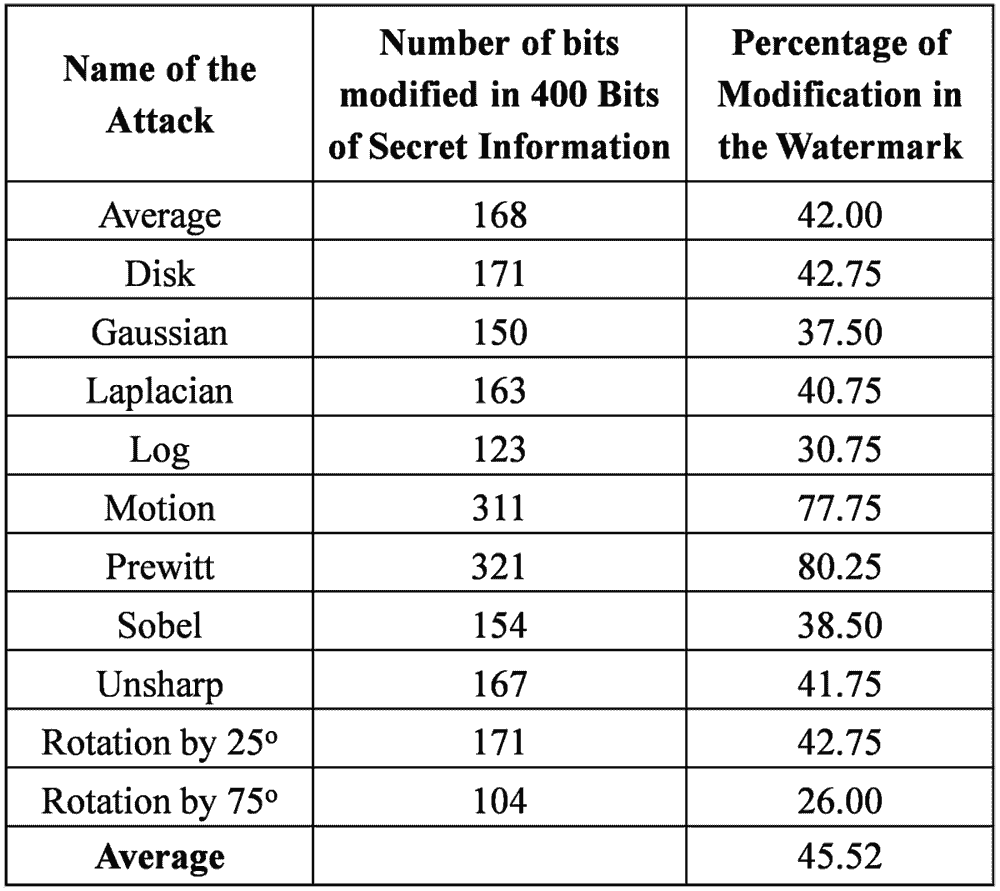 Name of the
Attack
Number of bits
modified in 400 Bits
of Secret Information
Percentage of
Modification in
the Watermark
Average 168 42.00
Disk 171 42.75
Gaussian 150 37.50
Laplacian 163 40.75
Log 123 30.75
Motion 311 77.75
Prewitt 321 80.25
Sobel 154 38.50
Unsharp 167 41.75
Rotation by 25º 171 42.75
Rotation by 75º 104 26.00
Average 45.52